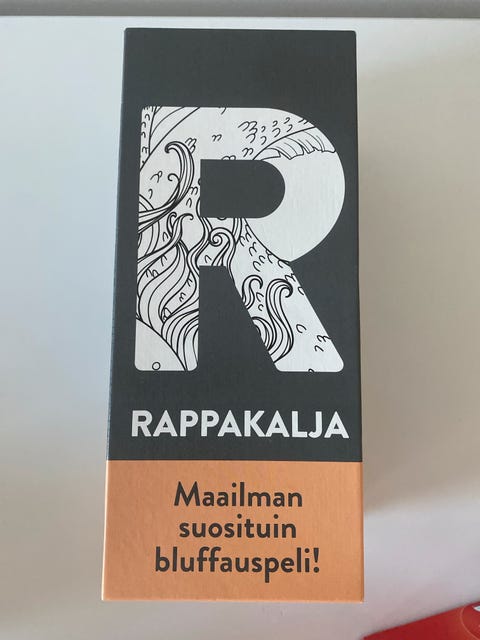 R
RAPPAKALJA
Maailman
suosituin
bluffauspeli!